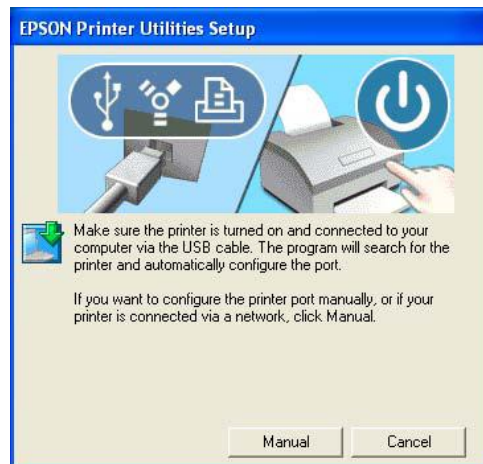 EPSON Printer Utilities Setup
Make sure the printer is turned on and connected to your
computer via the USB cable. The program will search for the
printer and automatically configure the port.
If you want to configure the printer port manually, or if your
printer is connected via a network, click Manual.
Manual
Cancel